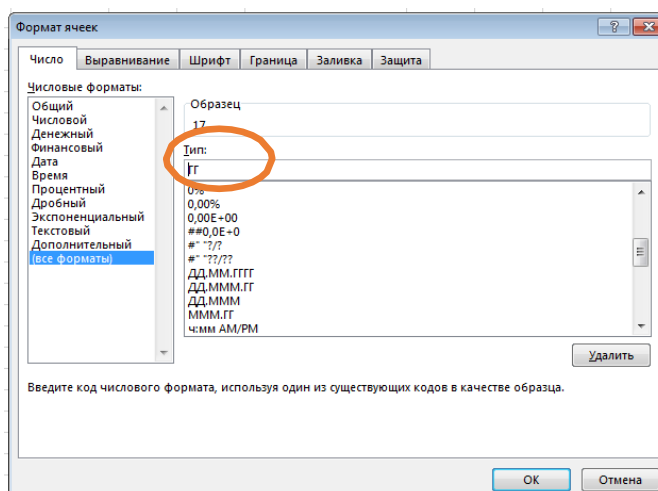 Формат ячеек
Число Выравнивание Шрифт Граница Заливка Защита
Числовые форматы:
Общий
Числовой
Денежный
Финансовый
Дата
Время
Процентный
Дробный
Экспоненциальный
Текстовый
Дополнительный
(все форматы)
Образец
17
Тип:
ГГ
0%
0,00%
0,00E+00
##0,0E+0
#" "?/?
#" "??/??
ДД.ММ.ГГГГ
ДД.МММ.ГГ
ДД.МММ
МММ.ГГ
ч:мм AM/PM
Удалить
Введите код числового формата, используя один из существующих кодов в качестве образца.
ОК Отмена